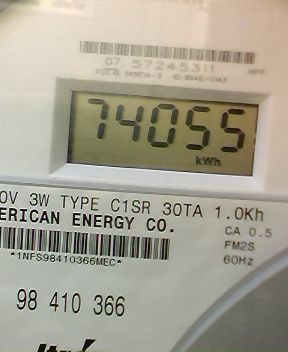 07. 57245311
74055
kWh
0V 3W TYPE C1SR 30TA 1.0Kh
ERICAN ENERGY CO.
CA 0.5
FM2S
60Hz
*1NFS98410366MEC*
98 410 366